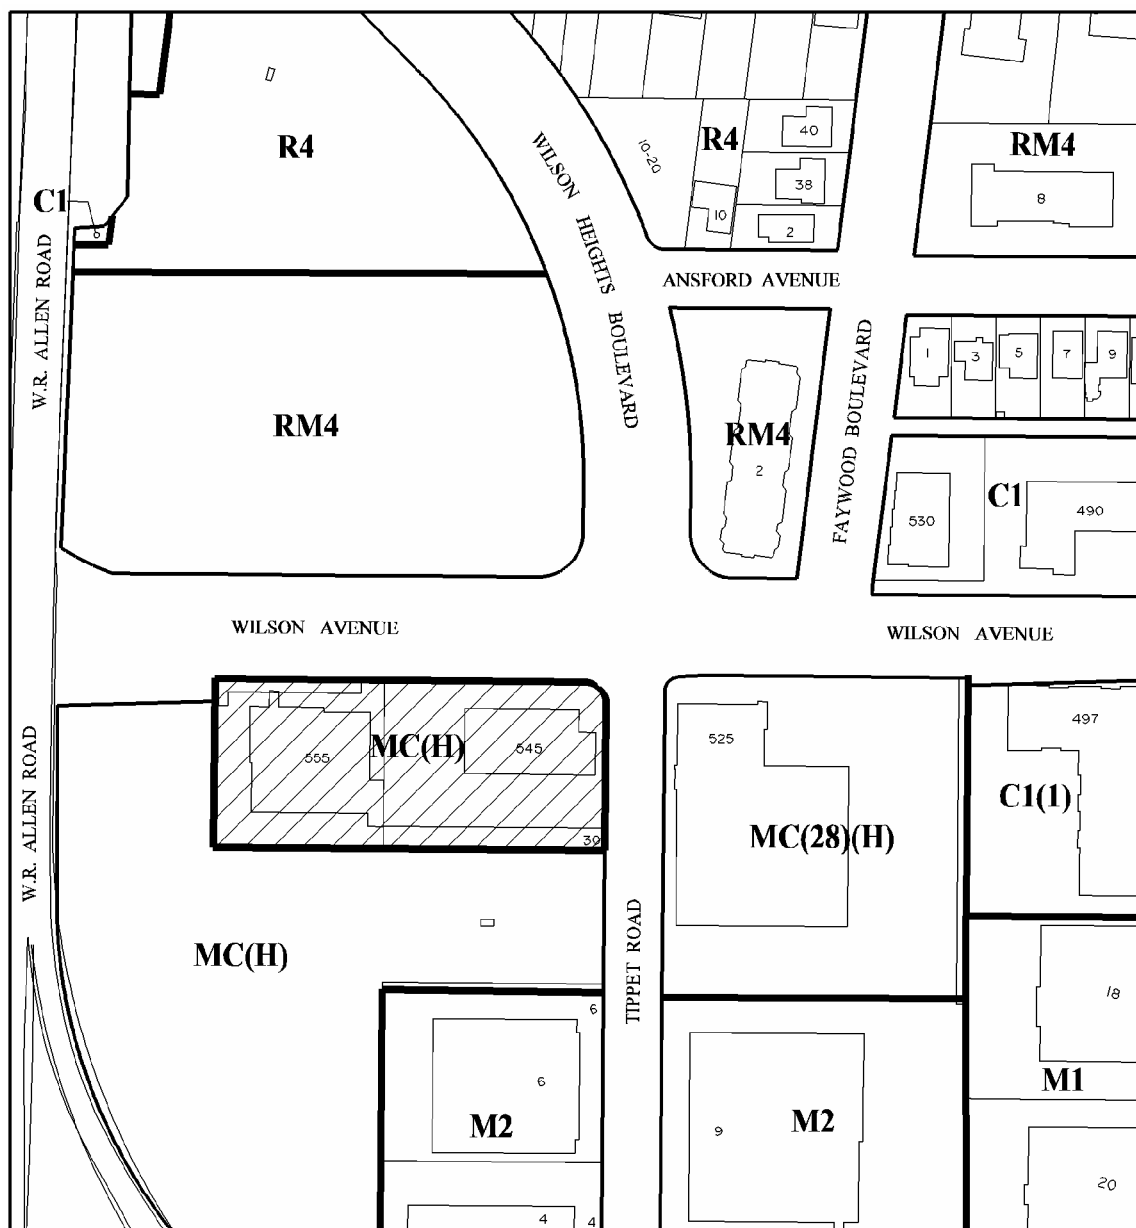 40
R4
R4
RM4
10-20
38
C1
8
10
2
6
WILSON HEIGHTS BOULEVARD
W.R. ALLEN ROAD
ANSFORD AVENUE
1
3
5
7
9
FAYWOOD BOULEVARD
RM4
RM4
2
C1
530
490
WILSON AVENUE
WILSON AVENUE
W.R. ALLEN ROAD
555
MC(H)
545
30
525
497
C1(1)
MC(28)(H)
TIPPET ROAD
MC(H)
6
18
6
M1
M2
9
M2
20
4
4